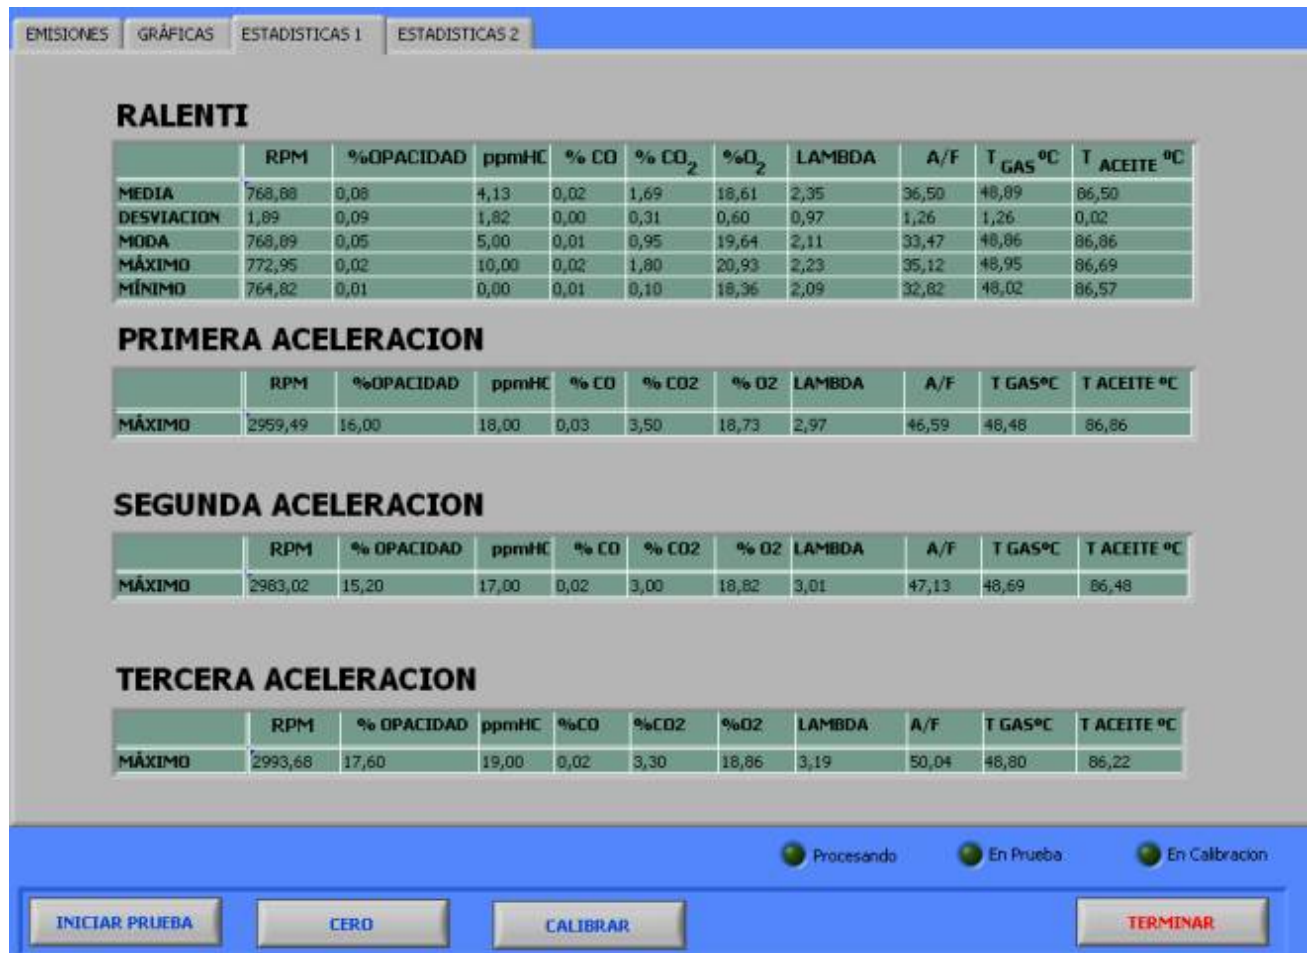 EMISIONES GRÁFICAS ESTADISTICAS 1 ESTADISTICAS 2
RALENTI
RPM %OPACIDAD ppmHC % CO % CO2 %O2 LAMBDA A/F T GAS ºC T ACEITE ºC
MEDIA 768,88 0,08 4,13 0,02 1,69 18,61 2,35 36,50 48,89 86,50
DESVIACION 1,89 0,09 1,82 0,00 0,31 0,60 0,97 1,26 1,26 0,02
MODA 768,89 0,05 5,00 0,01 0,95 19,64 2,11 33,47 48,86 86,86
MÁXIMO 772,95 0,02 10,00 0,02 1,80 20,93 2,23 35,12 48,95 86,69
MÍNIMO 764,82 0,01 0,00 0,01 0,10 18,36 2,09 32,82 48,02 86,57
PRIMERA ACELERACION
RPM %OPACIDAD ppmHC % CO % CO2 % O2 LAMBDA A/F T GASºC T ACEITE ºC
MÁXIMO 2959,49 16,00 18,00 0,03 3,50 18,73 2,97 46,59 48,48 86,86
SEGUNDA ACELERACION
RPM % OPACIDAD ppmHC % CO % CO2 % O2 LAMBDA A/F T GASºC T ACEITE ºC
MÁXIMO 2983,02 15,20 17,00 0,02 3,00 18,82 3,01 47,13 48,69 86,48
TERCERA ACELERACION
RPM % OPACIDAD ppmHC %CO %CO2 %O2 LAMBDA A/F T GASºC T ACEITE ºC
MÁXIMO 2993,68 17,60 19,00 0,02 3,30 18,86 3,19 50,04 48,80 86,22
Procesando En Prueba En Calibracion
INICIAR PRUEBA CERO CALIBRAR TERMINAR